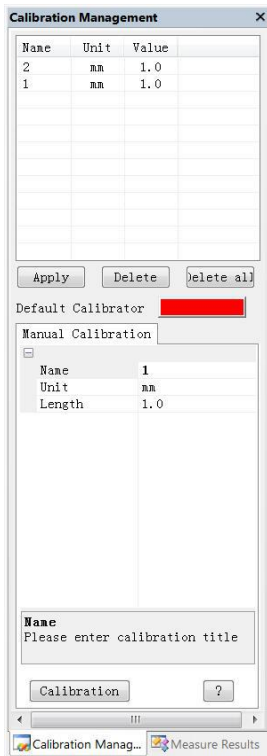 Calibration Management
Name Unit Value
2 mm 1.0
1 mm 1.0
Apply Delete Delete all
Default Calibrator
Manual Calibration
Name 1
Unit mm
Length 1.0
Name
Please enter calibration title
Calibration ?
Calibration Manag... Measure Results